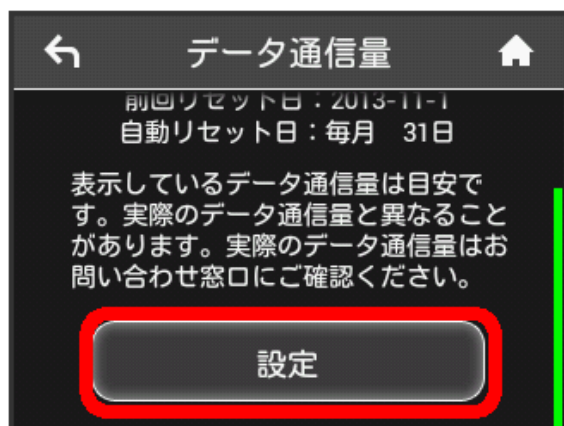 データ通信量
前回リセット日：2013-11-1
自動リセット日：毎月　31日
表示しているデータ通信量は目安で
す。実際のデータ通信量と異なること
があります。実際のデータ通信量はお
問い合わせ窓口にご確認ください。
設定